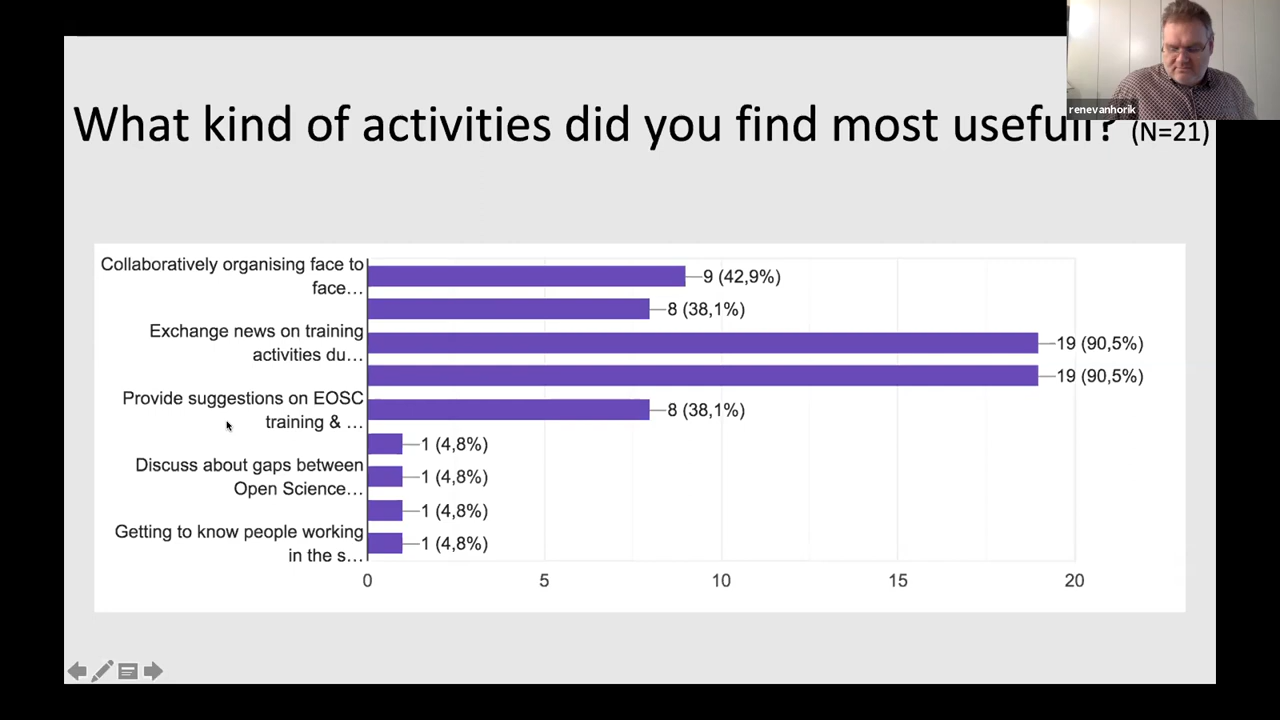 renevanhorik
What kind of activities did you find most usefull? (N=21)
Collaboratively organising face to
face…
9 (42,9%)
8 (38,1%)
Exchange news on training
activities du…
19 (90,5%)
19 (90,5%)
Provide suggestions on EOSC
training & …
8 (38,1%)
1 (4,8%)
Discuss about gaps between
Open Science…
1 (4,8%)
1 (4,8%)
Getting to know people working
in the s…
1 (4,8%)
0 5 10 15 20